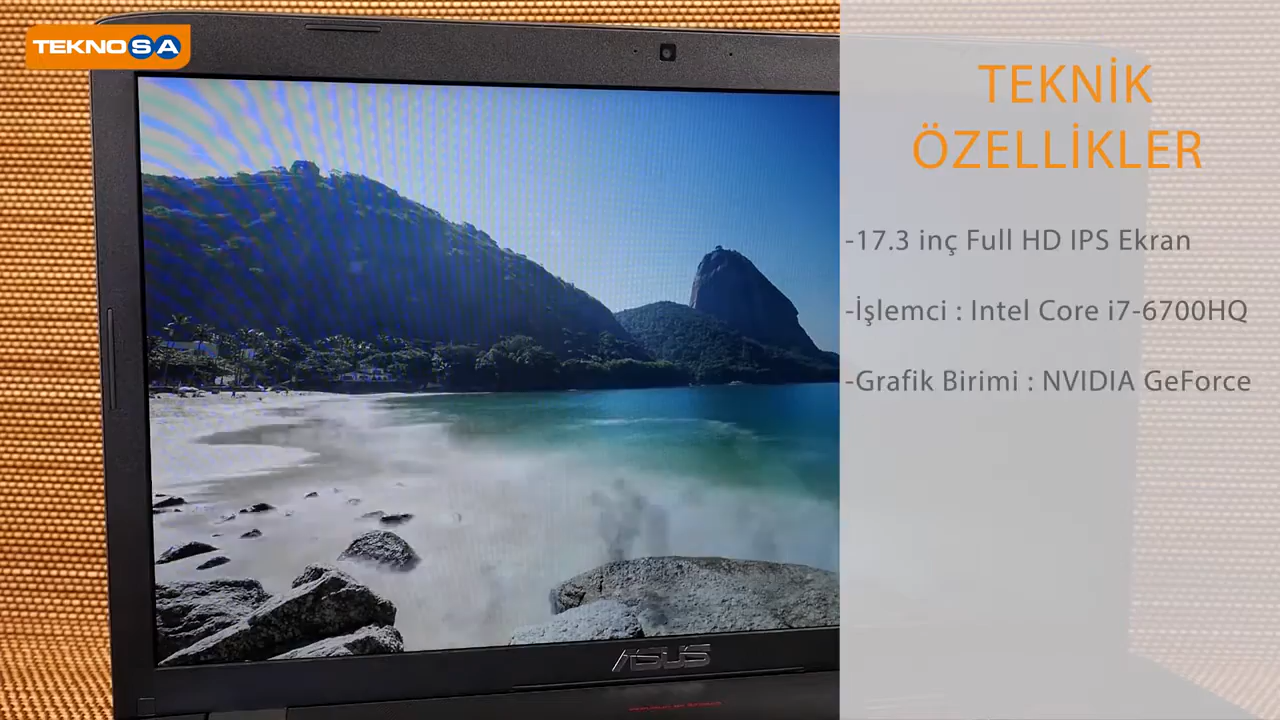 TEKNOSA
TEKNİK
ÖZELLİKLER
-17.3 inç Full HD IPS Ekran
-İşlemci : Intel Core i7-6700HQ
-Grafik Birimi : NVIDIA GeForce
ASUS